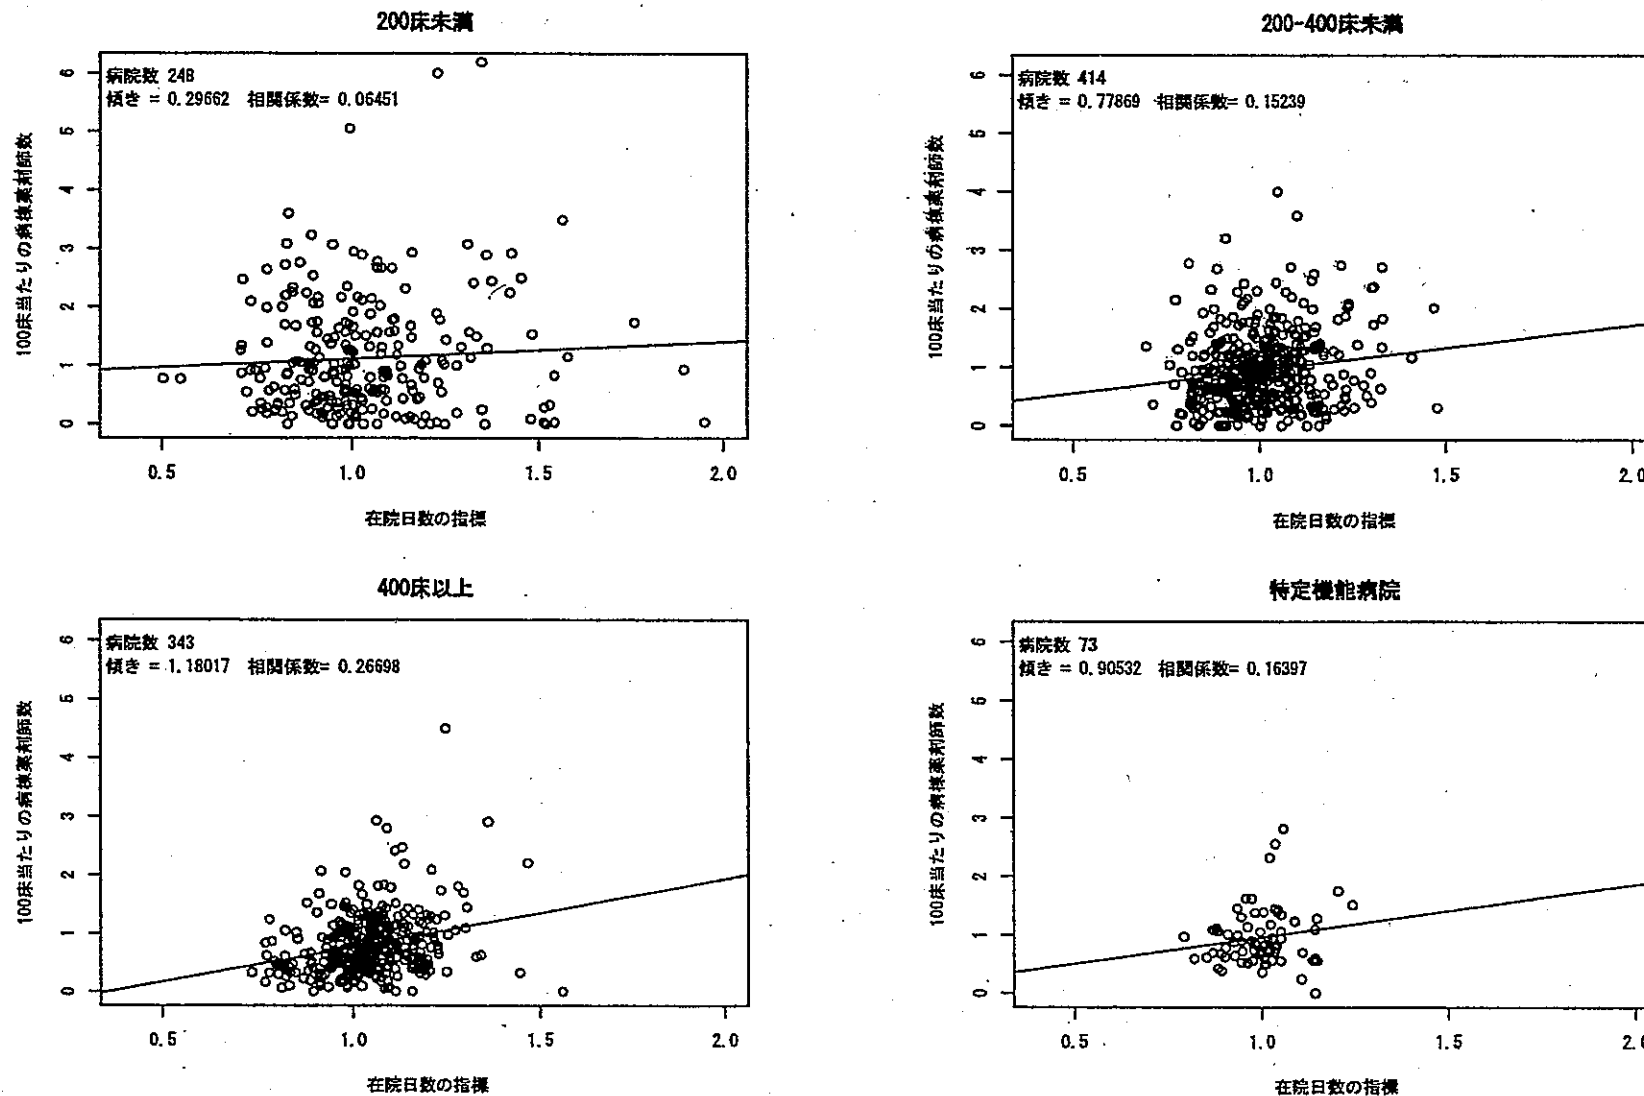 200床未満
病院数 248
傾き = 0.29662 相関係数= 0.06451
100床当たりの病棟薬剤師数
6
5
4
3
2
1
0
0.5 1.0 1.5 2.0
在院日数の指標
200-400床未満
病院数 414
傾き = 0.77869 相関係数= 0.15239
100床当たりの病棟薬剤師数
6
5
4
3
2
1
0
0.5 1.0 1.5 2.0
在院日数の指標
400床以上
病院数 343
傾き = 1.18017 相関係数= 0.26698
100床当たりの病棟薬剤師数
6
5
4
3
2
1
0
0.5 1.0 1.5 2.0
在院日数の指標
特定機能病院
病院数 73
傾き = 0.90532 相関係数= 0.16397
100床当たりの病棟薬剤師数
6
5
4
3
2
1
0
0.5 1.0 1.5 2.0
在院日数の指標